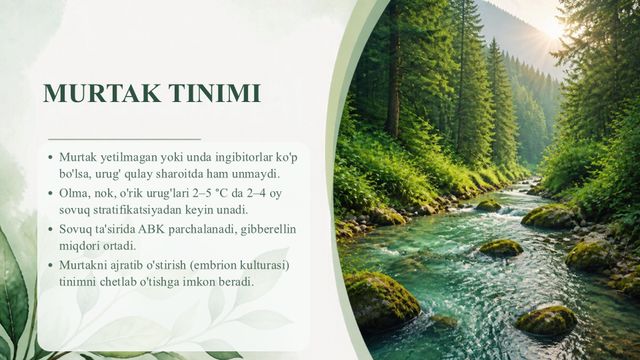 MURTAK TINIMI
• Murtak yetilmagan yoki unda ingibitorlar ko'p
bo'lsa, urug' qulay sharoitda ham unmaydi.
• Olma, nok, o'rik urug'lari 2–5 °C da 2–4 oy
sovuq stratifikatsiyadan keyin unadi.
• Sovuq ta'sirida ABK parchalanadi, gibberellin
miqdori ortadi.
• Murtakni ajratib o'stirish (embrion kulturasi)
tinimni chetlab o'tishga imkon beradi.